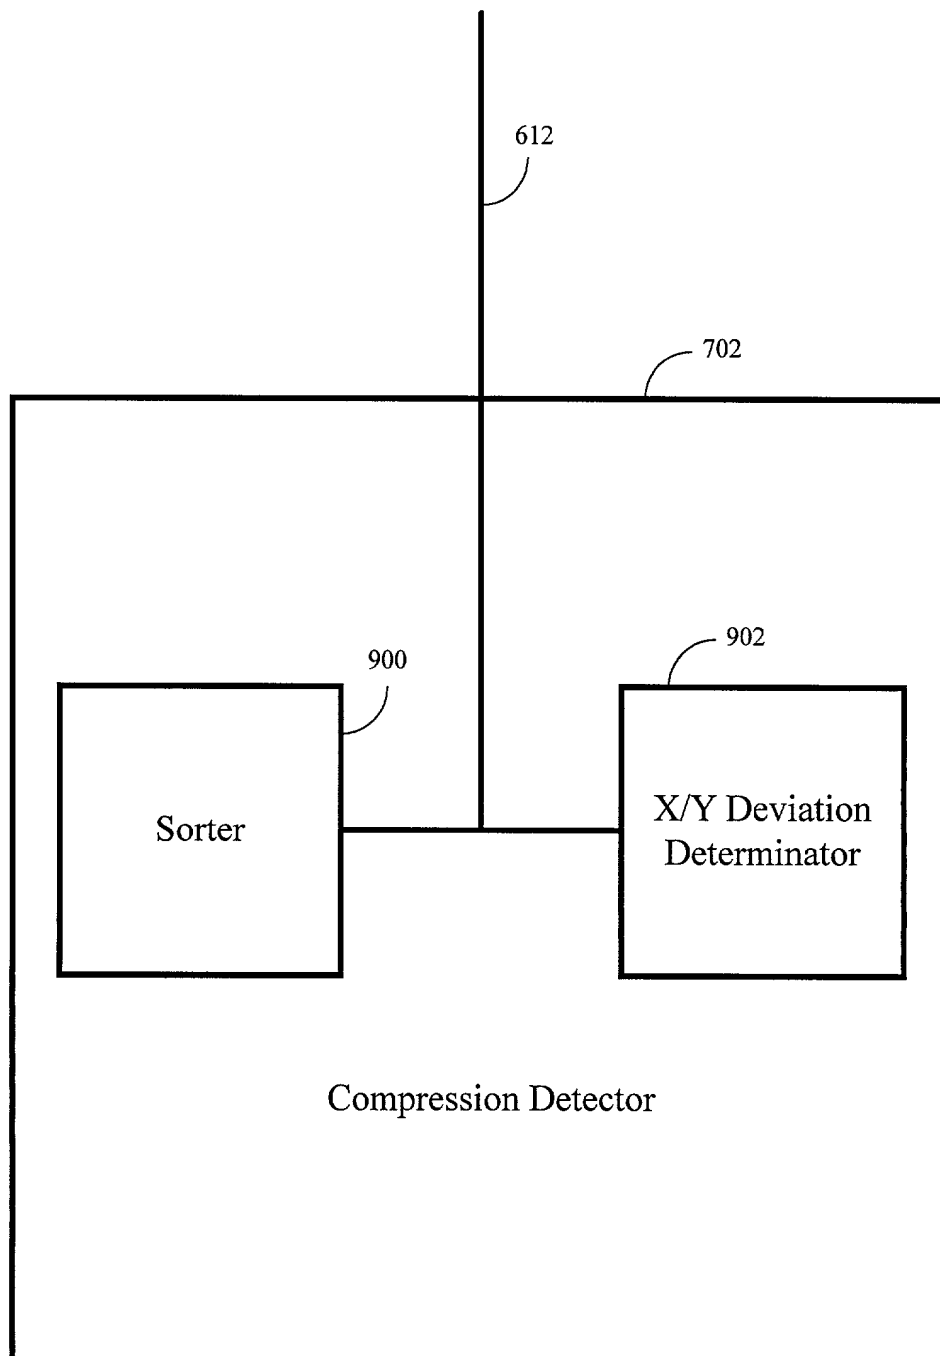 612
702
902
900
Sorter
X/Y Deviation
Determinator
Compression Detector